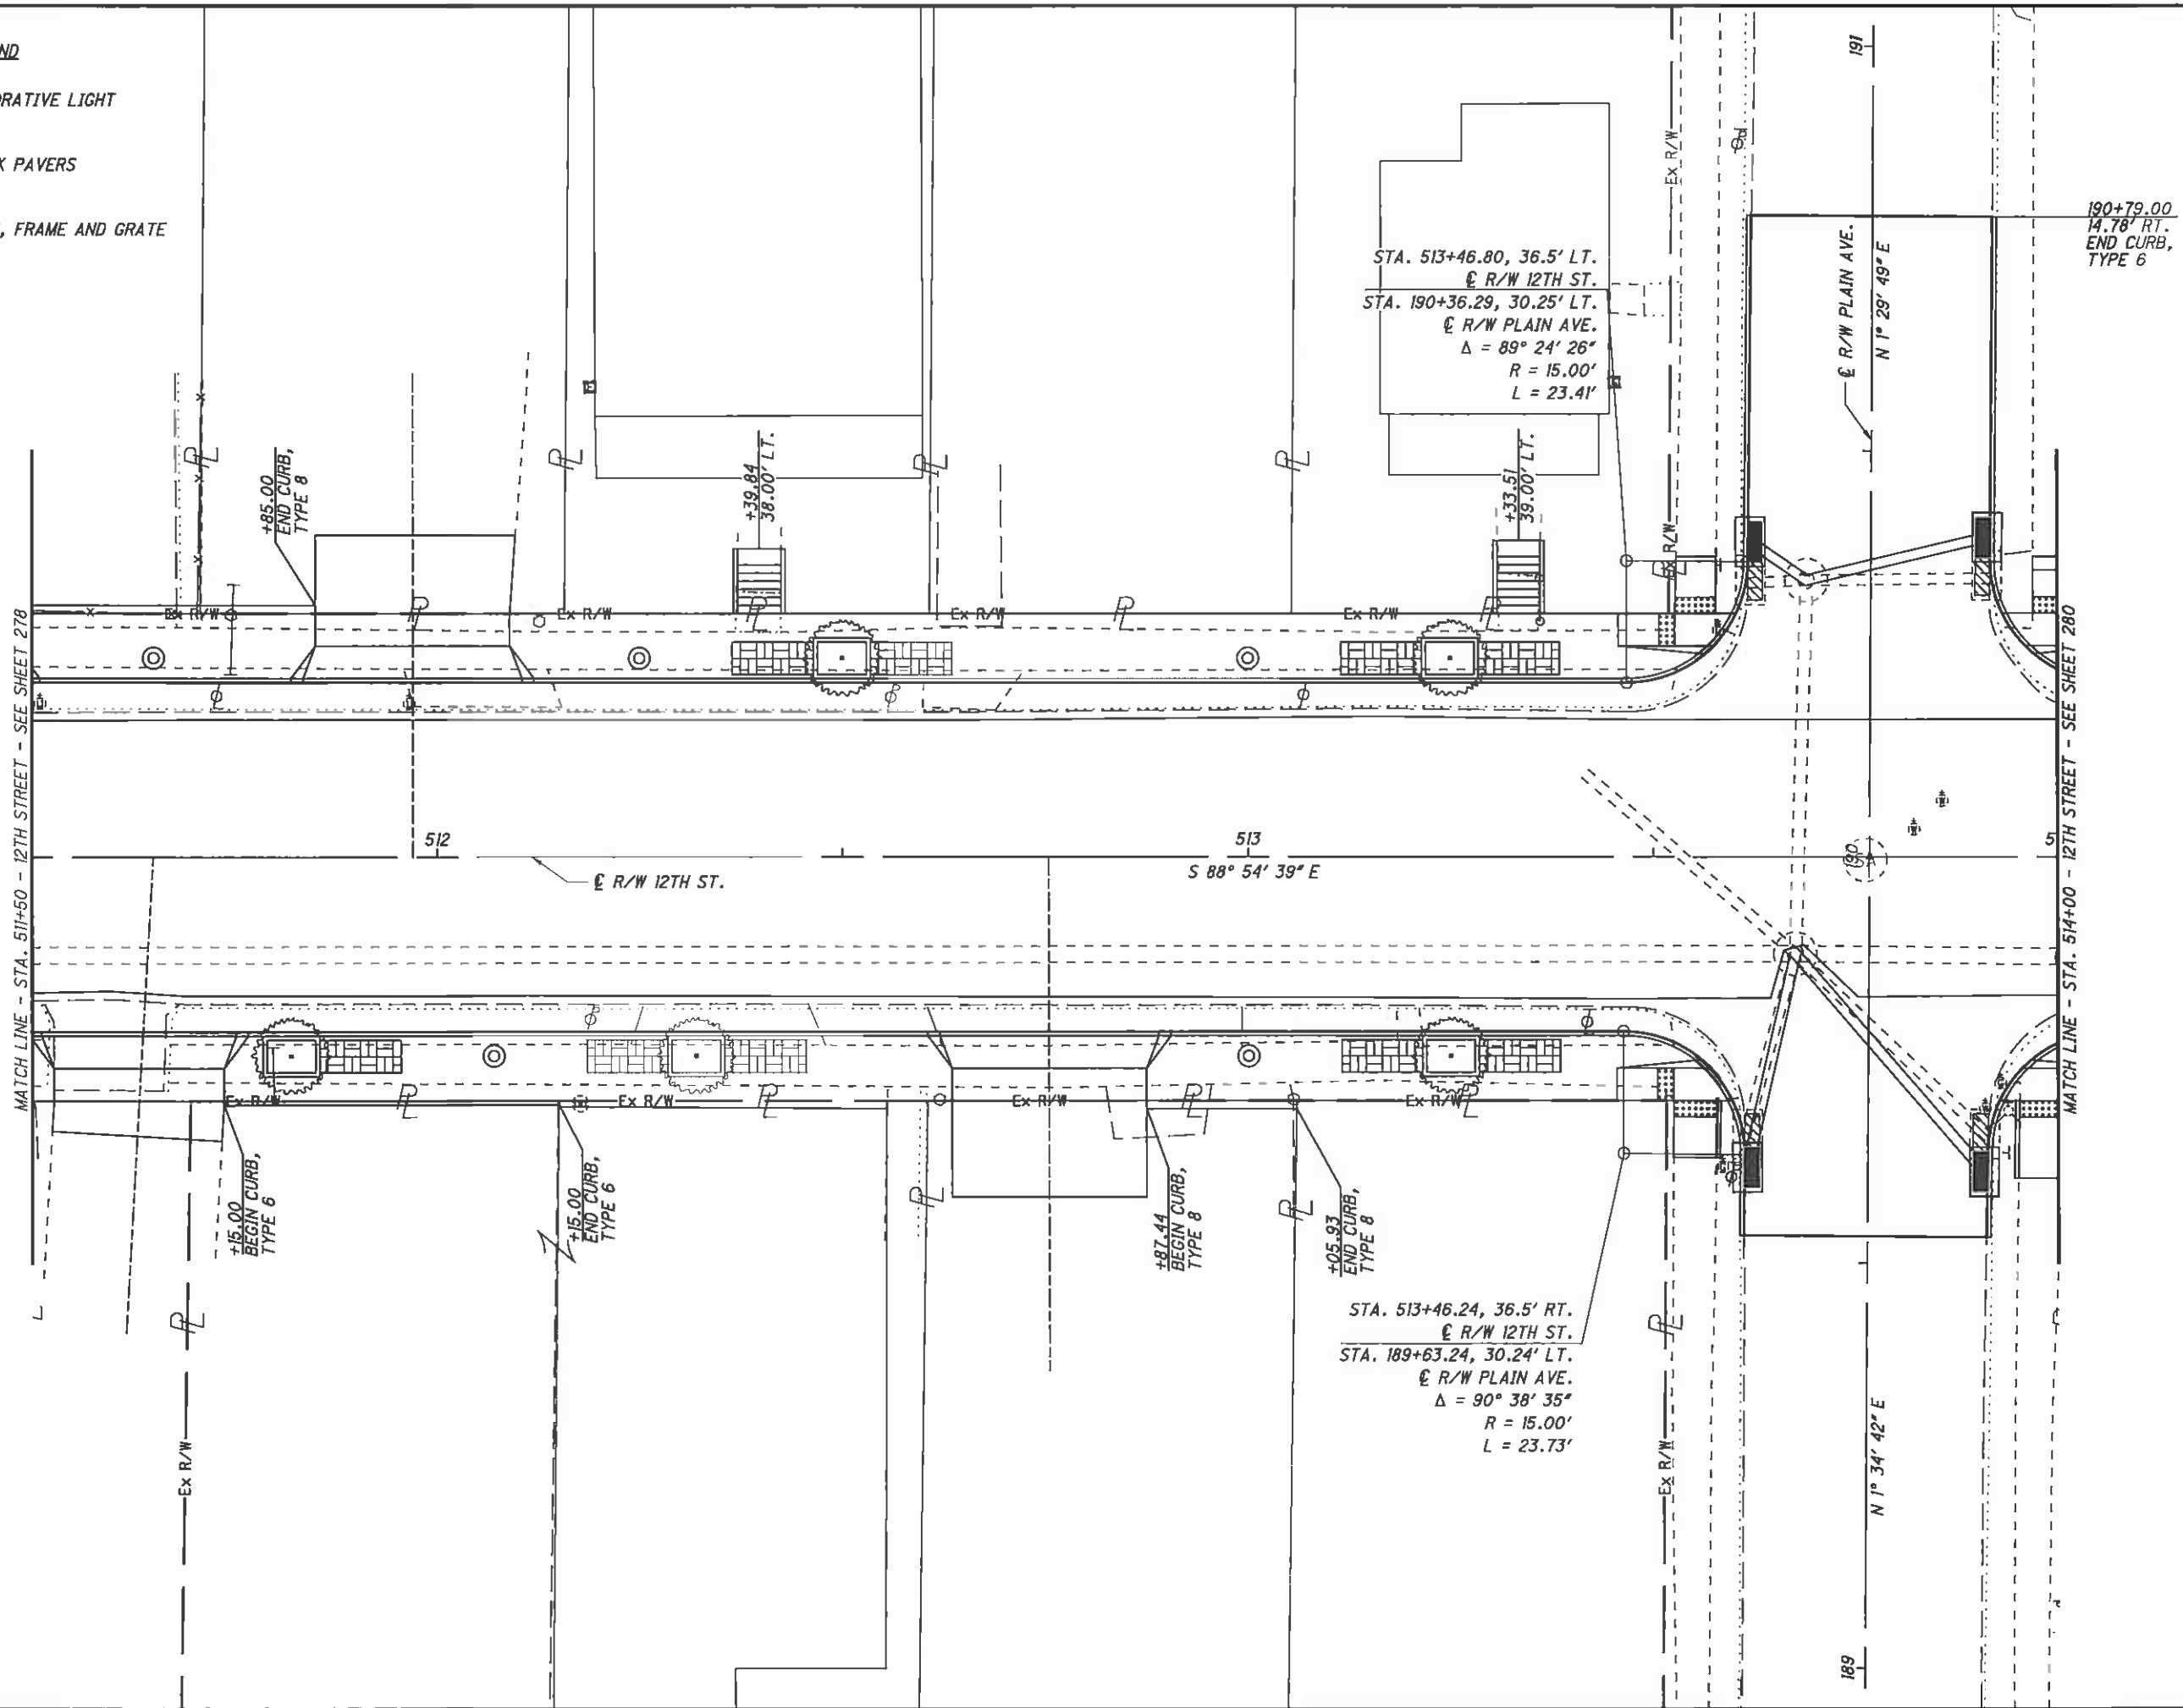 RATIVE LIGHT
PAVERS
, FRAME AND GRATE
191
Ex R/W
190+79.00
14.78' RT.
END CURB,
TYPE 6
STA. 513+46.80, 36.5' LT.
℄ R/W 12TH ST.
STA. 190+36.29, 30.25' LT.
℄ R/W PLAIN AVE.
Δ = 89° 24' 26"
R = 15.00'
L = 23.41'
℄ R/W PLAIN AVE.
N 1° 29' 49" E
+85.00
END CURB,
TYPE 8
+39.84
38.00' LT.
+33.51
39.00' LT.
Ex R/W
Ex R/W
Ex R/W
Ex R/W
Ex R/W
MATCH LINE - STA. 511+50 - 12TH STREET - SEE SHEET 278
MATCH LINE - STA. 514+00 - 12TH STREET - SEE SHEET 280
512
513
5
190
℄ R/W 12TH ST.
S 88° 54' 39" E
Ex R/W
Ex R/W
Ex R/W
Ex R/W
+15.00
BEGIN CURB,
TYPE 6
+15.00
END CURB,
TYPE 6
+87.44
BEGIN CURB,
TYPE 8
+05.93
END CURB,
TYPE 8
STA. 513+46.24, 36.5' RT.
℄ R/W 12TH ST.
STA. 189+63.24, 30.24' LT.
℄ R/W PLAIN AVE.
Δ = 90° 38' 35"
R = 15.00'
L = 23.73'
Ex R/W
Ex R/W
N 1° 34' 42" E
189